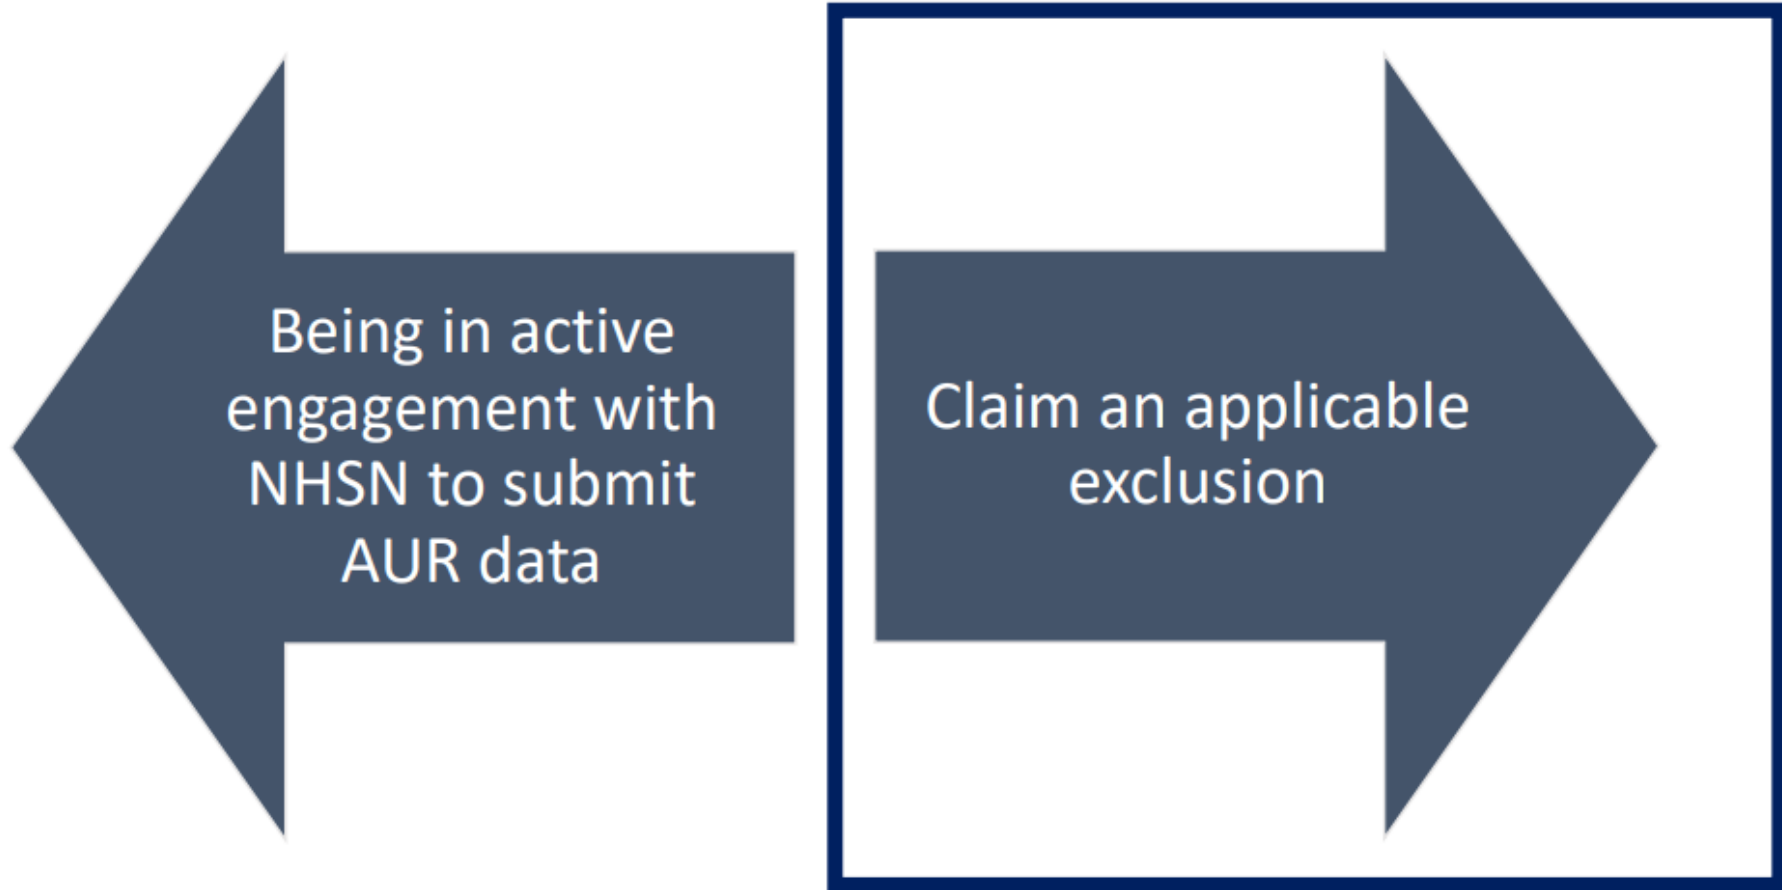 Being in active
engagement with
NHSN to submit
AUR data
Claim an applicable
exclusion